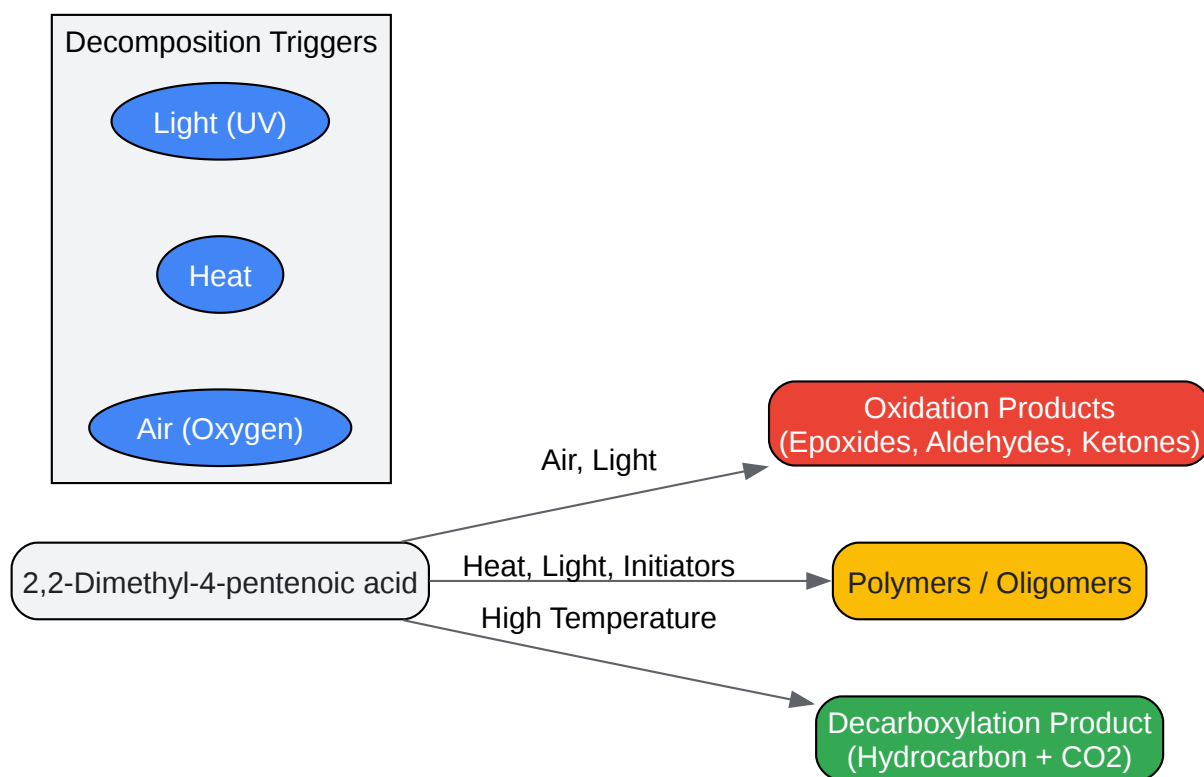 Decomposition Triggers
Light (UV)
Heat
Air (Oxygen)
Oxidation Products
(Epoxides, Aldehydes, Ketones)
Air, Light
2,2-Dimethyl-4-pentenoic acid
Heat, Light, Initiators
Polymers / Oligomers
High Temperature
Decarboxylation Product
(Hydrocarbon + CO2)